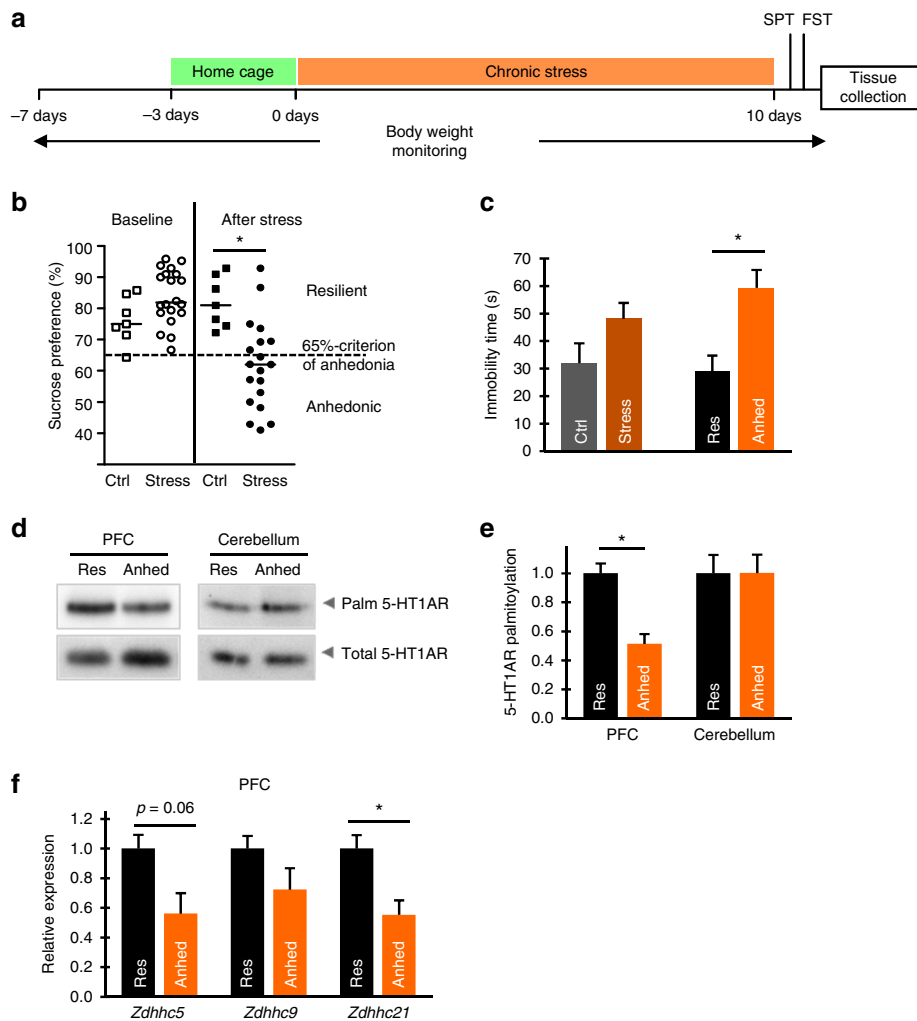 a
SPT FST
Home cage
Chronic stress
Tissue
collection
–7 days
–3 days
0 days
10 days
Body weight
monitoring
b
Baseline
After stress
*
Sucrose preference (%)
100
90
80
70
60
50
40
Resilient
65%-criterion
of anhedonia
Anhedonic
Ctrl
Stress
Ctrl
Stress
c
*
Immobility time (s)
70
60
50
40
30
20
10
0
Ctrl
Stress
Res
Anhed
d
PFC
Cerebellum
Res
Anhed
Res
Anhed
Palm 5-HT1AR
Total 5-HT1AR
e
*
5-HT1AR palmitoylation
1.0
0.8
0.6
0.4
0.2
0.0
Res
Anhed
Res
Anhed
PFC
Cerebellum
f
PFC
p = 0.06
*
Relative expression
1.2
1.0
0.8
0.6
0.4
0.2
0.0
Res
Anhed
Res
Anhed
Res
Anhed
Zdhhc5
Zdhhc9
Zdhhc21